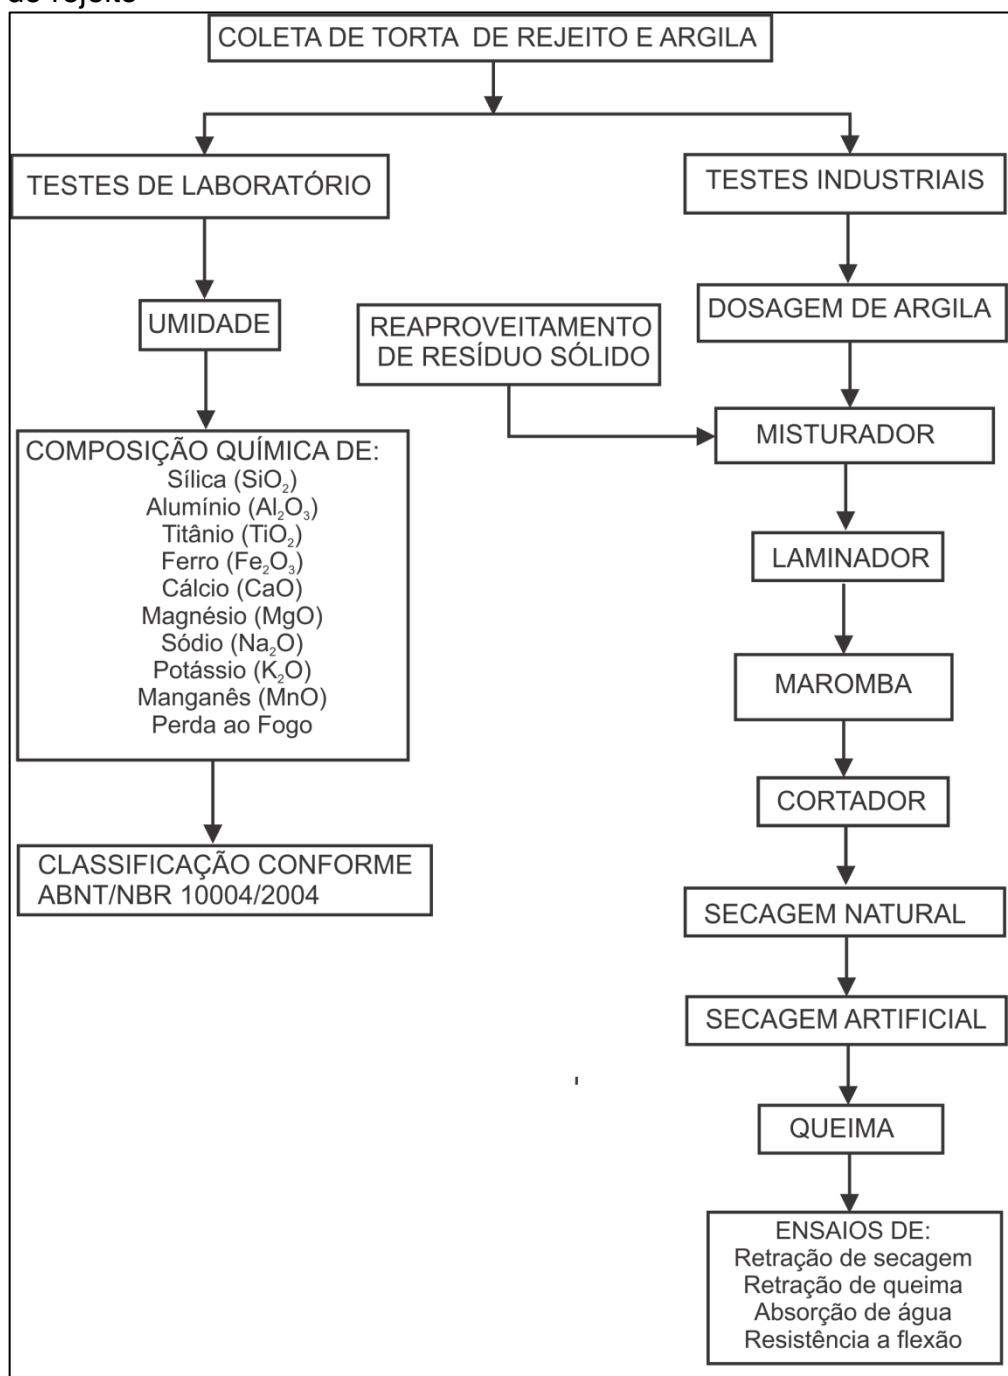 de rejeito
COLETA DE TORTA DE REJEITO E ARGILA
TESTES DE LABORATÓRIO
UMIDADE
COMPOSIÇÃO QUÍMICA DE:
Sílica (SiO₂)
Alumínio (Al₂O₃)
Titânio (TiO₂)
Ferro (Fe₂O₃)
Cálcio (CaO)
Magnésio (MgO)
Sódio (Na₂O)
Potássio (K₂O)
Manganês (MnO)
Perda ao Fogo
CLASSIFICAÇÃO CONFORME
ABNT/NBR 10004/2004
TESTES INDUSTRIAIS
DOSAGEM DE ARGILA
REAPROVEITAMENTO
DE RESÍDUO SÓLIDO
MISTURADOR
LAMINADOR
MAROMBA
CORTADOR
SECAGEM NATURAL
SECAGEM ARTIFICIAL
QUEIMA
ENSAIOS DE:
Retração de secagem
Retração de queima
Absorção de água
Resistência a flexão